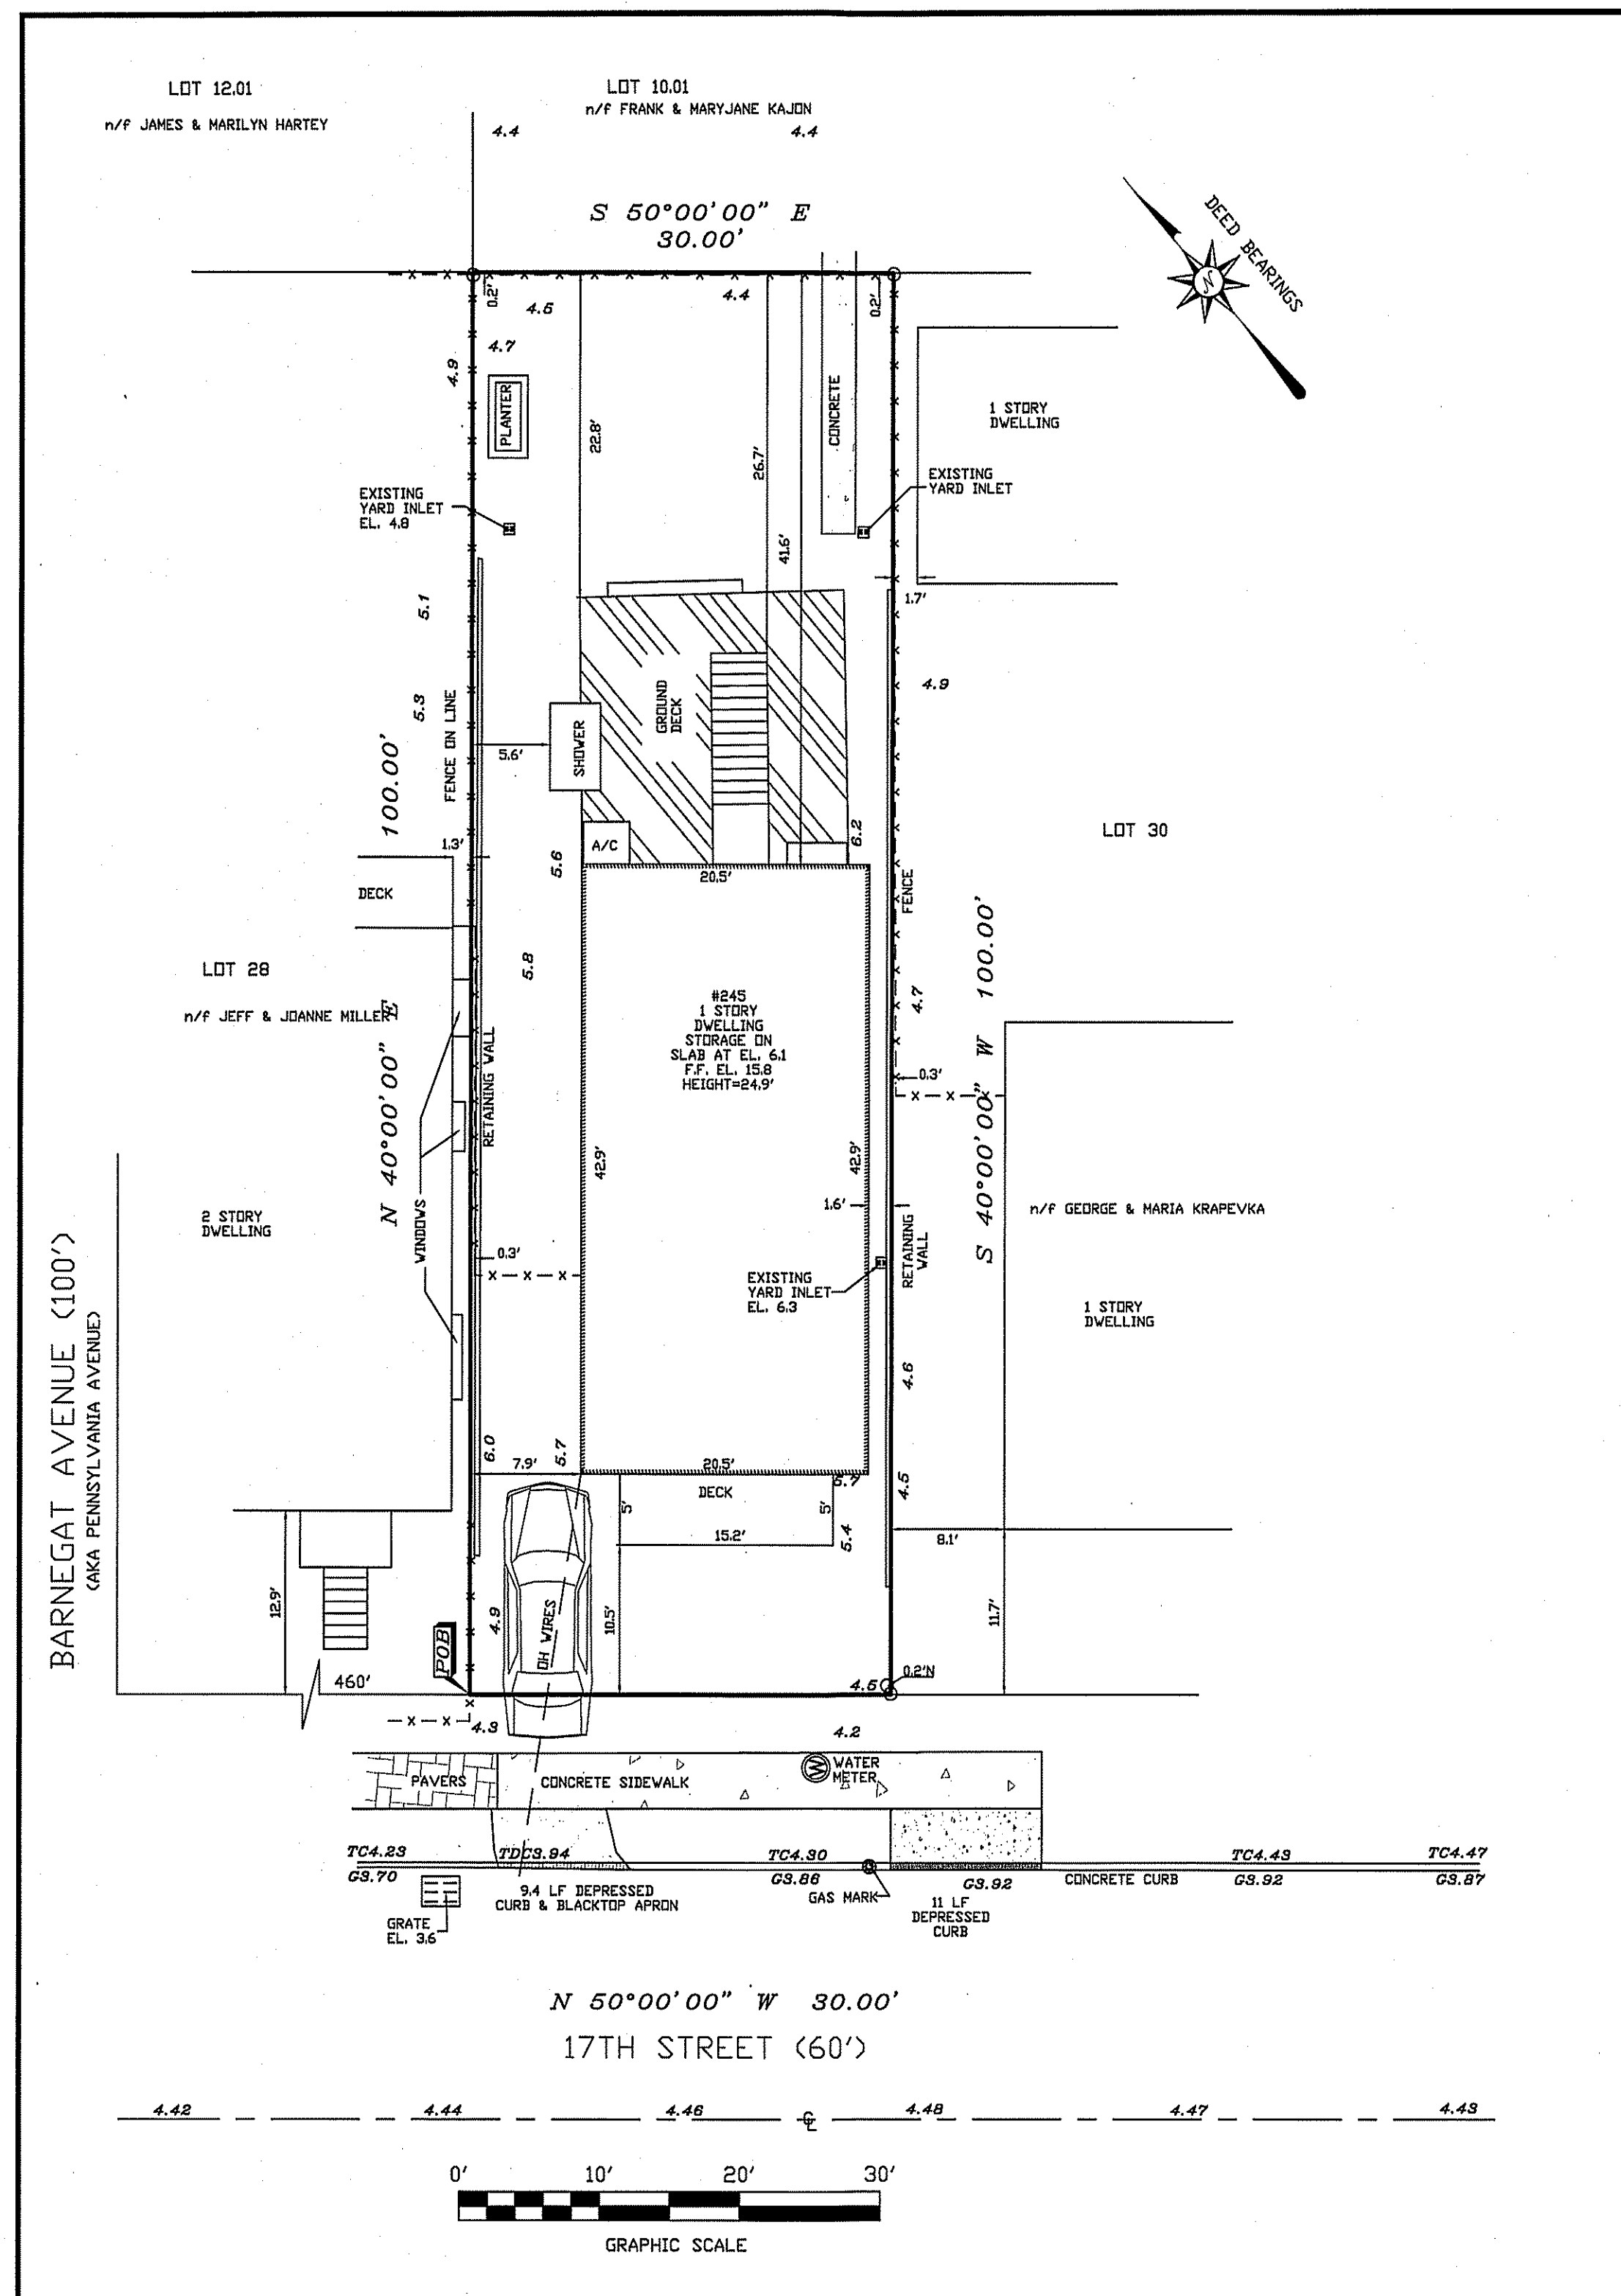 LOT 12.01
n/f JAMES & MARILYN HARTEY
LOT 10.01
n/f FRANK & MARYJANE KAJON
4.4
4.4
S 50°00'00" E
30.00'
DEED BEARINGS
N
0.2'
4.5
4.4
0.2'
4.7
4.9
PLANTER
22.8'
26.7'
41.6'
CONCRETE
1 STORY
DWELLING
EXISTING
YARD INLET
EL. 4.8
EXISTING
YARD INLET
5.1
1.7'
5.3
FENCE ON LINE
100.00'
5.6'
SHOWER
GROUND
DECK
4.9
1.3'
5.6
A/C
6.2
20.5'
LOT 30
DECK
FENCE
LOT 28
n/f JEFF & JOANNE MILLER
5.8
N 40°00'00" E
RETAINING WALL
#245
1 STORY
DWELLING
STORAGE ON
SLAB AT EL. 6.1
F.F. EL. 15.8
HEIGHT=24.9'
4.7
S 40°00'00" W 100.00'
0.3'
42.9'
42.9'
1.6'
2 STORY
DWELLING
WINDOWS
0.3'
RETAINING
WALL
n/f GEORGE & MARIA KRAPEVKA
EXISTING
YARD INLET
EL. 6.3
1 STORY
DWELLING
BARNEGAT AVENUE (100')
(AKA PENNSYLVANIA AVENUE)
4.6
6.0
7.9'
5.7
20.5'
DECK
5.7
4.5
5'
5'
15.2'
5.4
8.1'
12.9'
4.9
OH WIRES
10.5'
11.7'
POB
460'
4.5
0.2'N
4.3
4.2
PAVERS
CONCRETE SIDEWALK
W
WATER
METER
TC4.23
TDC3.94
TC4.30
TC4.43
TC4.47
G3.70
G3.86
G3.92
CONCRETE CURB
G3.92
G3.87
9.4 LF DEPRESSED
CURB & BLACKTOP APRON
GAS MARK
11 LF
DEPRESSED
CURB
GRATE
EL. 3.6
N 50°00'00" W 30.00'
17TH STREET (60')
4.42
4.44
4.46
CL
4.48
4.47
4.43
0'
10'
20'
30'
GRAPHIC SCALE